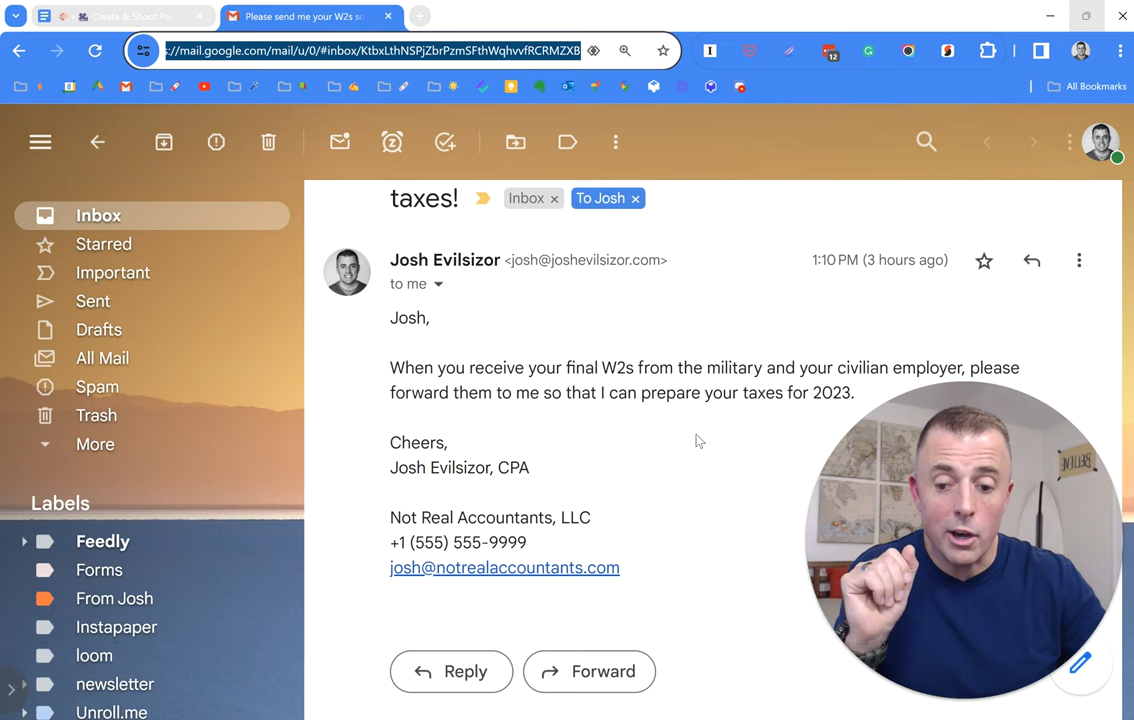 Create & Shoot Pa
Please send me your W2s so
s://mail.google.com/mail/u/0/#inbox/KtbxLthNSPjZbrPzmSFthWqhvvfRCRMZXB
12
All Bookmarks
taxes!
Inbox
To Josh
Inbox
Starred
Important
Sent
Drafts
All Mail
Spam
Trash
More
Labels
Feedly
Forms
From Josh
Instapaper
loom
newsletter
Unroll.me
Josh Evilsizor <josh@joshevilsizor.com>
1:10 PM (3 hours ago)
to me
Josh,
When you receive your final W2s from the military and your civilian employer, please
forward them to me so that I can prepare your taxes for 2023.
Cheers,
Josh Evilsizor, CPA
Not Real Accountants, LLC
+1 (555) 555-9999
josh@notrealaccountants.com
Reply
Forward
BELIEVE